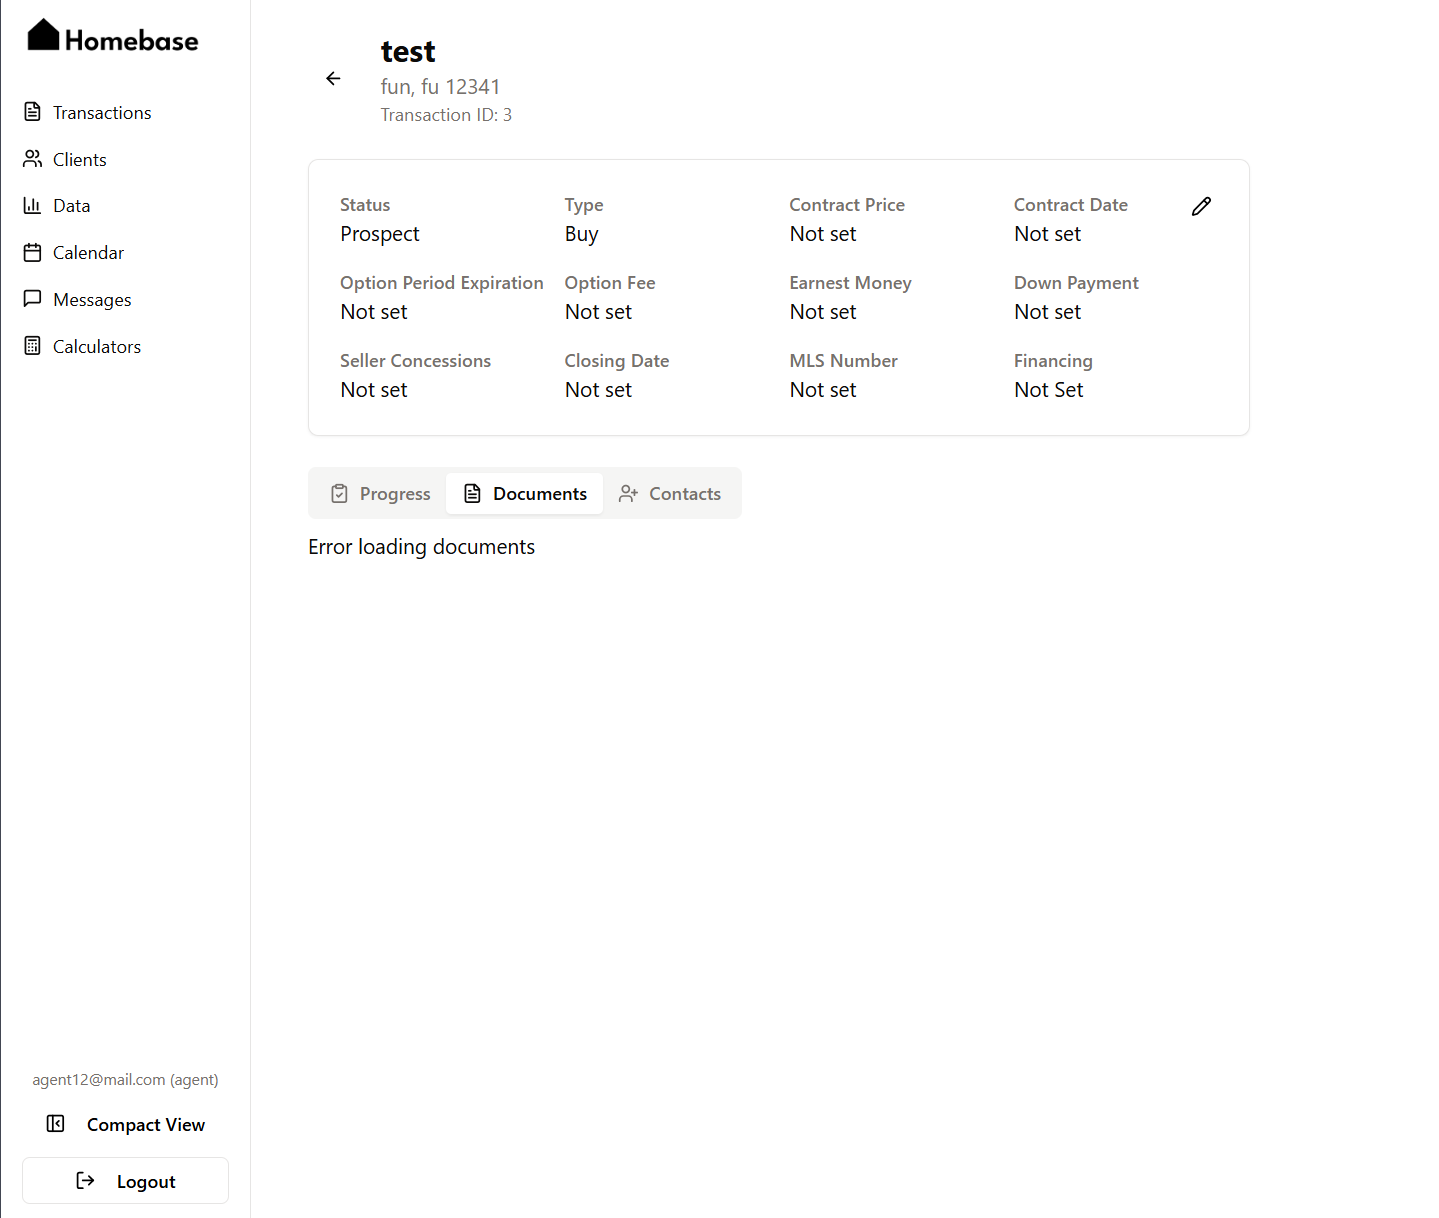 Homebase
Transactions
Clients
Data
Calendar
Messages
Calculators
agent12@mail.com (agent)
Compact View
Logout
test
fun, fu 12341
Transaction ID: 3
Status
Prospect
Type
Buy
Contract Price
Not set
Contract Date
Not set
Option Period Expiration
Not set
Option Fee
Not set
Earnest Money
Not set
Down Payment
Not set
Seller Concessions
Not set
Closing Date
Not set
MLS Number
Not set
Financing
Not Set
Progress
Documents
Contacts
Error loading documents